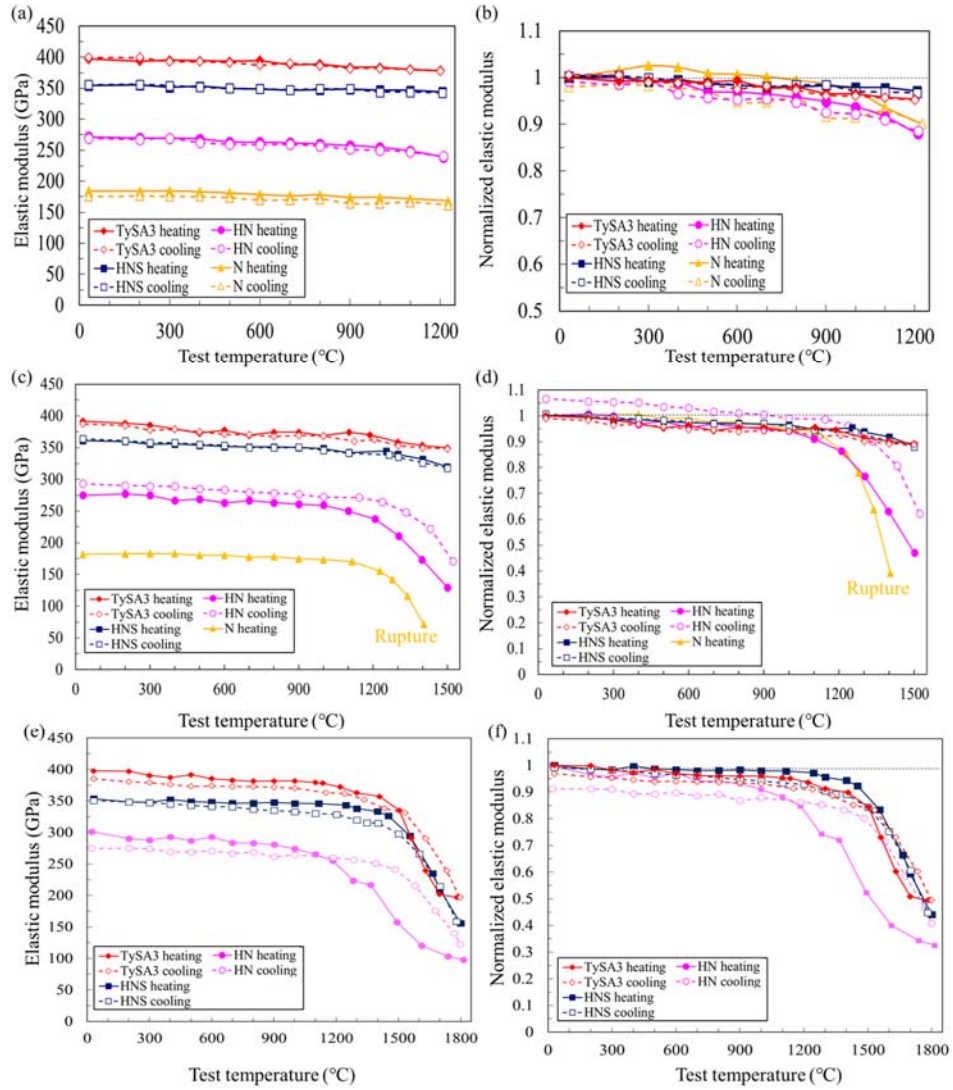 (a)
450
400
350
300
250
200
150
100
50
0
Elastic modulus (GPa)
TySA3 heating
TySA3 cooling
HNS heating
HNS cooling
HN heating
HN cooling
N heating
N cooling
0 300 600 900 1200
Test temperature (℃)
(b)
1.1
1
0.9
0.8
0.7
0.6
0.5
Normalized elastic modulus
TySA3 heating
TySA3 cooling
HNS heating
HNS cooling
HN heating
HN cooling
N heating
N cooling
0 300 600 900 1200
Test temperature (℃)
(c)
450
400
350
300
250
200
150
100
50
0
Elastic modulus (GPa)
Rupture
TySA3 heating
TySA3 cooling
HNS heating
HNS cooling
HN heating
HN cooling
N heating
0 300 600 900 1200 1500
Test temperature (℃)
(d)
1.1
1
0.9
0.8
0.7
0.6
0.5
0.4
0.3
0.2
0.1
0
Normalized elastic modulus
Rupture
TySA3 heating
TySA3 cooling
HNS heating
HNS cooling
HN heating
HN cooling
N heating
0 300 600 900 1200 1500
Test temperature (℃)
(e)
450
400
350
300
250
200
150
100
50
0
Elastic modulus (GPa)
TySA3 heating
TySA3 cooling
HNS heating
HNS cooling
HN heating
HN cooling
0 300 600 900 1200 1500 1800
Test temperature (℃)
(f)
1.1
1
0.9
0.8
0.7
0.6
0.5
0.4
0.3
0.2
0.1
0
Normalized elastic modulus
TySA3 heating
TySA3 cooling
HNS heating
HNS cooling
HN heating
HN cooling
0 300 600 900 1200 1500 1800
Test temperature (℃)